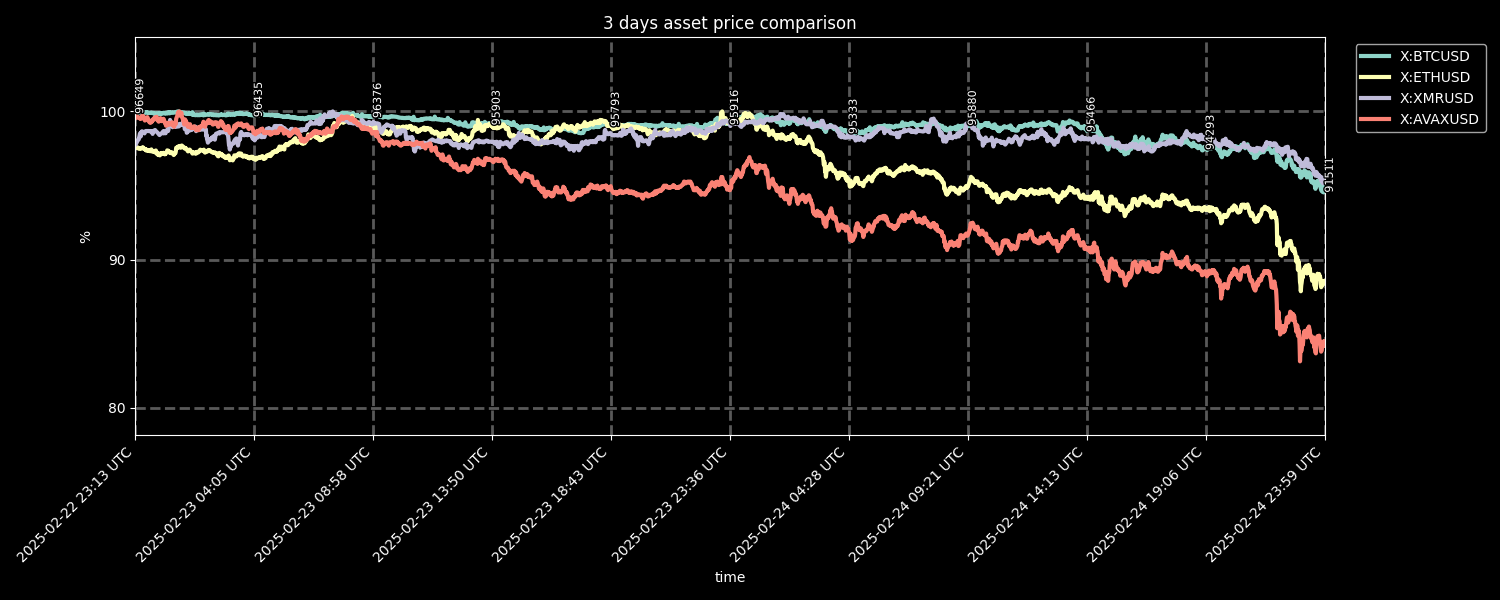 3 days asset price comparison
X:BTCUSD
X:ETHUSD
X:XMRUSD
X:AVAXUSD
%
100
90
80
96649
96435
96376
95903
95793
95916
95333
95880
95466
94293
91511
2025-02-22 23:13 UTC
2025-02-23 04:05 UTC
2025-02-23 08:58 UTC
2025-02-23 13:50 UTC
2025-02-23 18:43 UTC
2025-02-23 23:36 UTC
2025-02-24 04:28 UTC
2025-02-24 09:21 UTC
2025-02-24 14:13 UTC
2025-02-24 19:06 UTC
2025-02-24 23:59 UTC
time